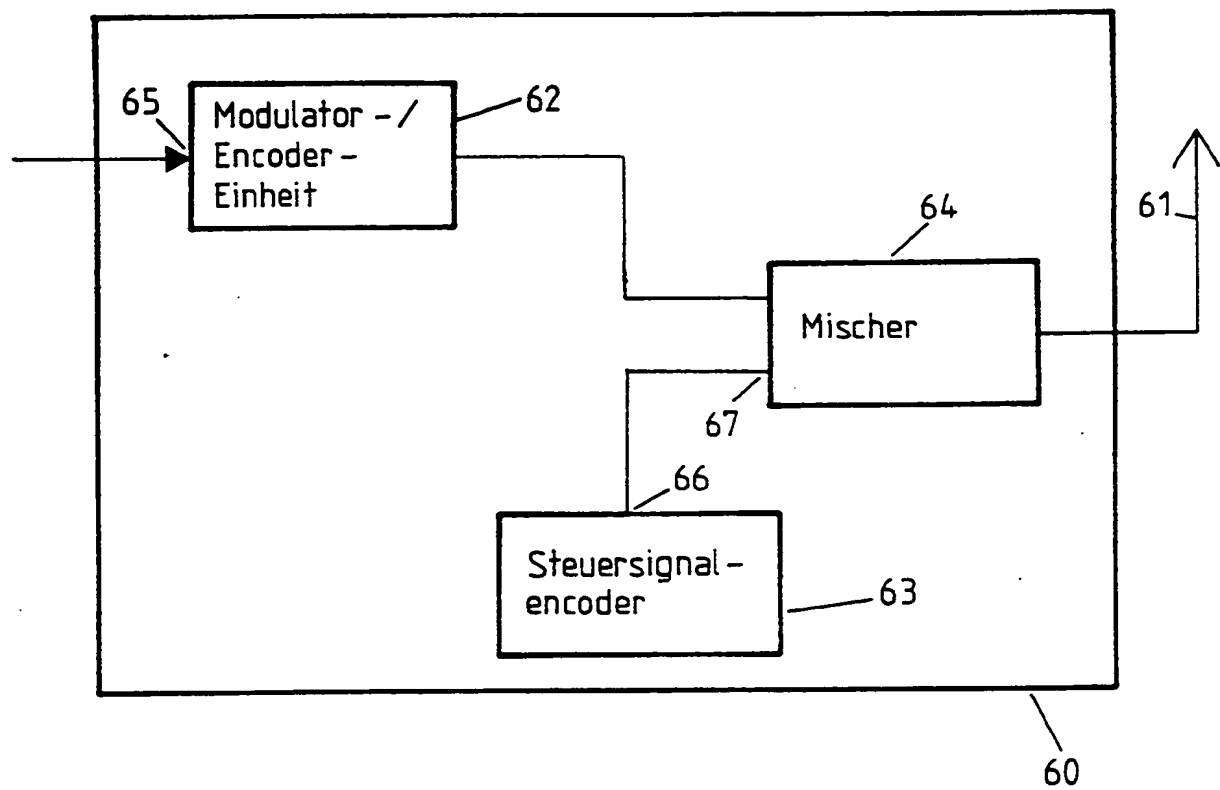 65
Modulator - /
Encoder -
Einheit
62
64
61
Mischer
67
66
Steuersignal -
encoder
63
60